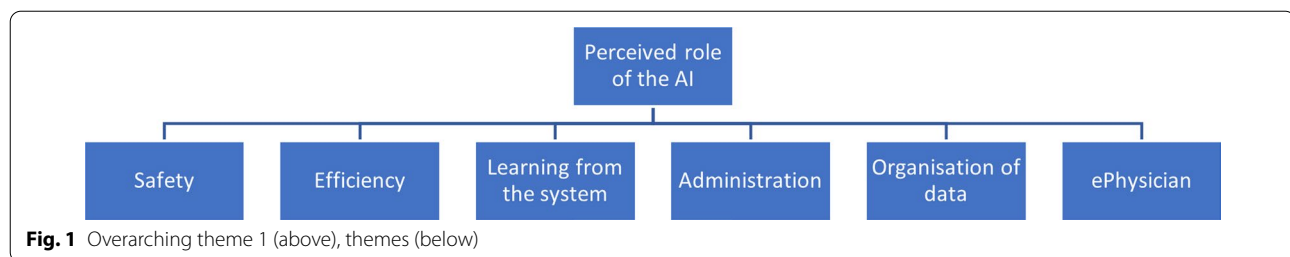 Perceived role
of the AI
Safety
Efficiency
Learning from
the system
Administration
Organisation of
data
ePhysician
Fig. 1 Overarching theme 1 (above), themes (below)